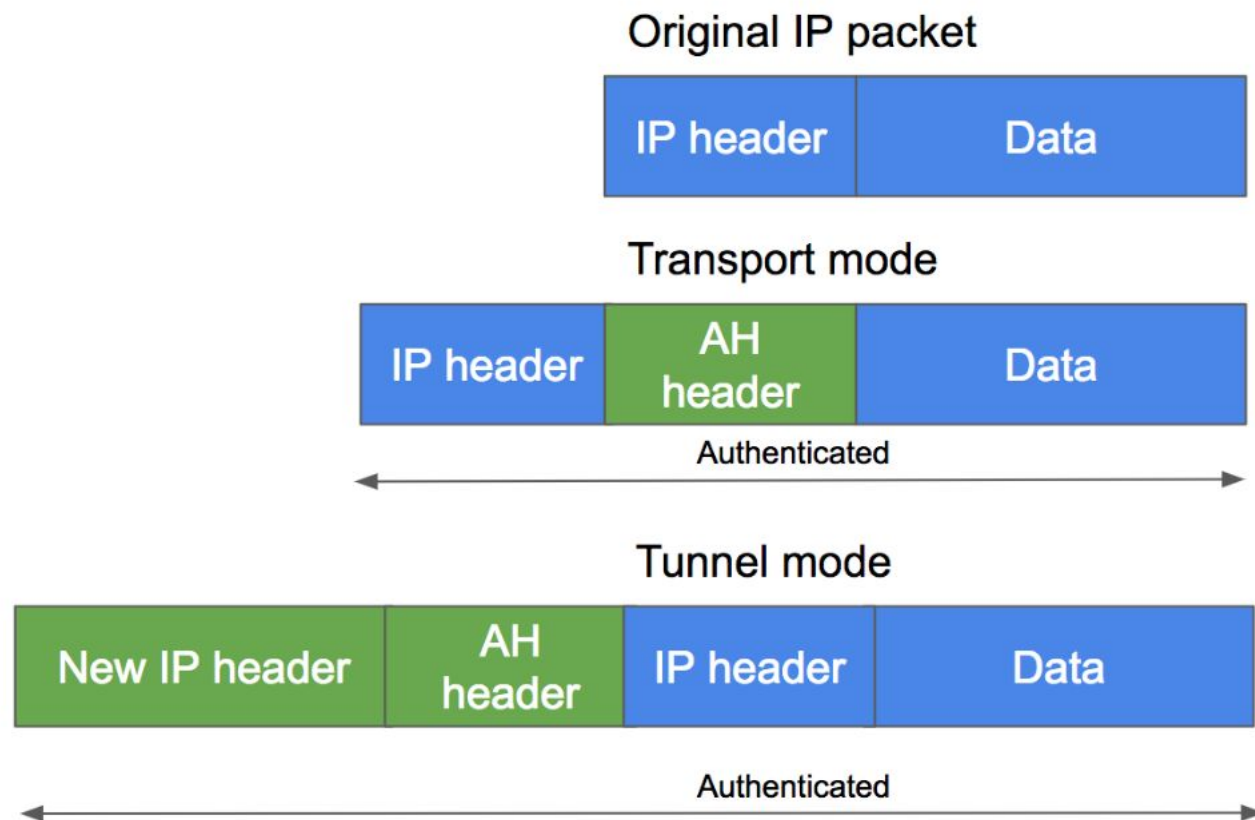 Original IP packet
IP header Data
Transport mode
IP header AH header Data
Authenticated
Tunnel mode
New IP header AH header IP header Data
Authenticated